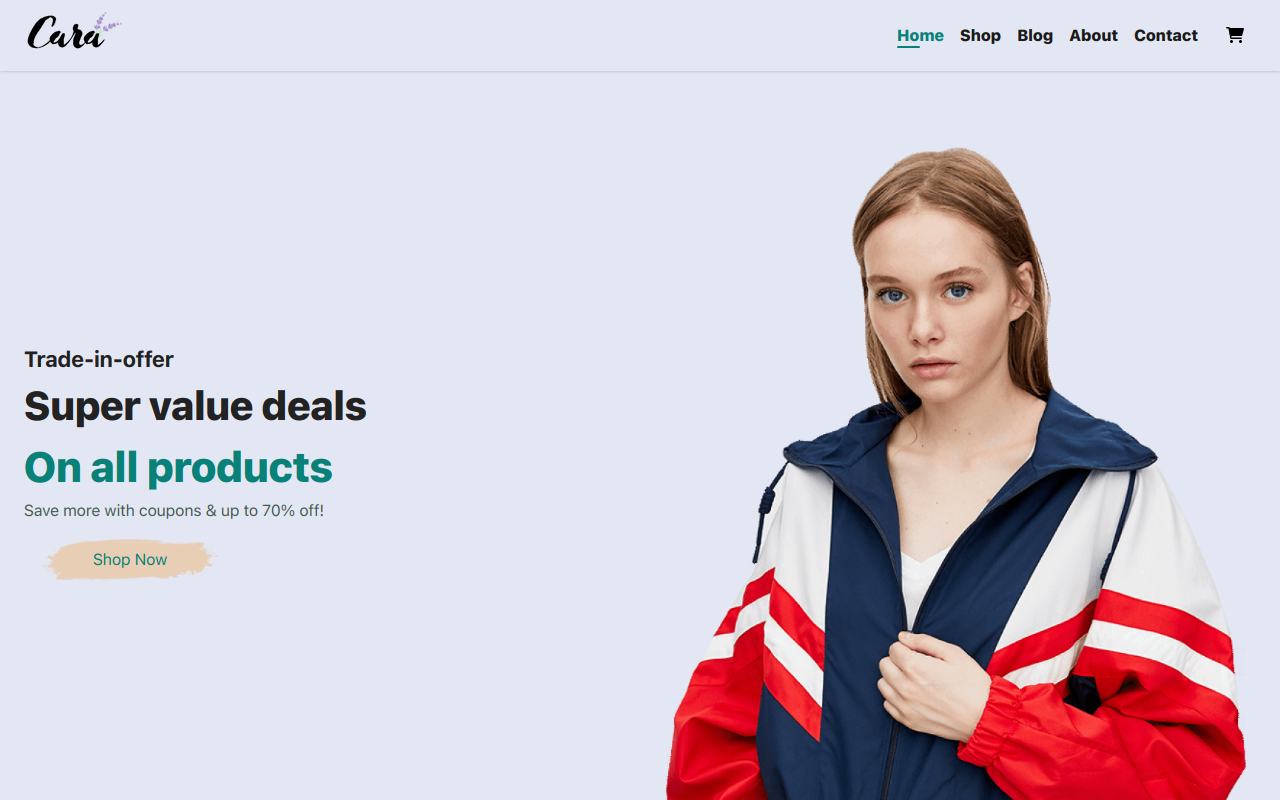 Cara
Home Shop Blog About Contact
Trade-in-offer
Super value deals
On all products
Save more with coupons & up to 70% off!
Shop Now